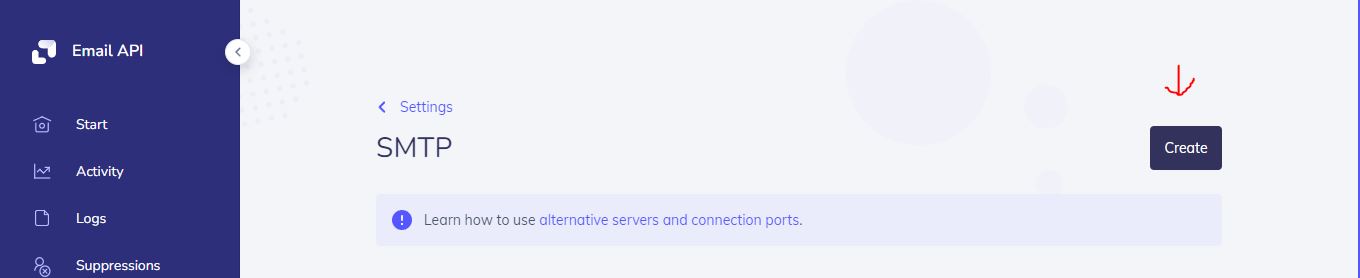 Email API
Start
Activity
Logs
Suppressions
Settings
SMTP
Create
Learn how to use alternative servers and connection ports.